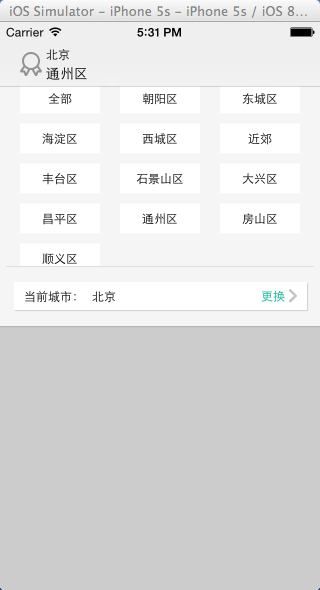 iOS Simulator - iPhone 5s - iPhone 5s / iOS 8...
Carrier 5:31 PM
北京
通州区
全部 朝阳区 东城区
海淀区 西城区 近郊
丰台区 石景山区 大兴区
昌平区 通州区 房山区
顺义区
当前城市： 北京 更换